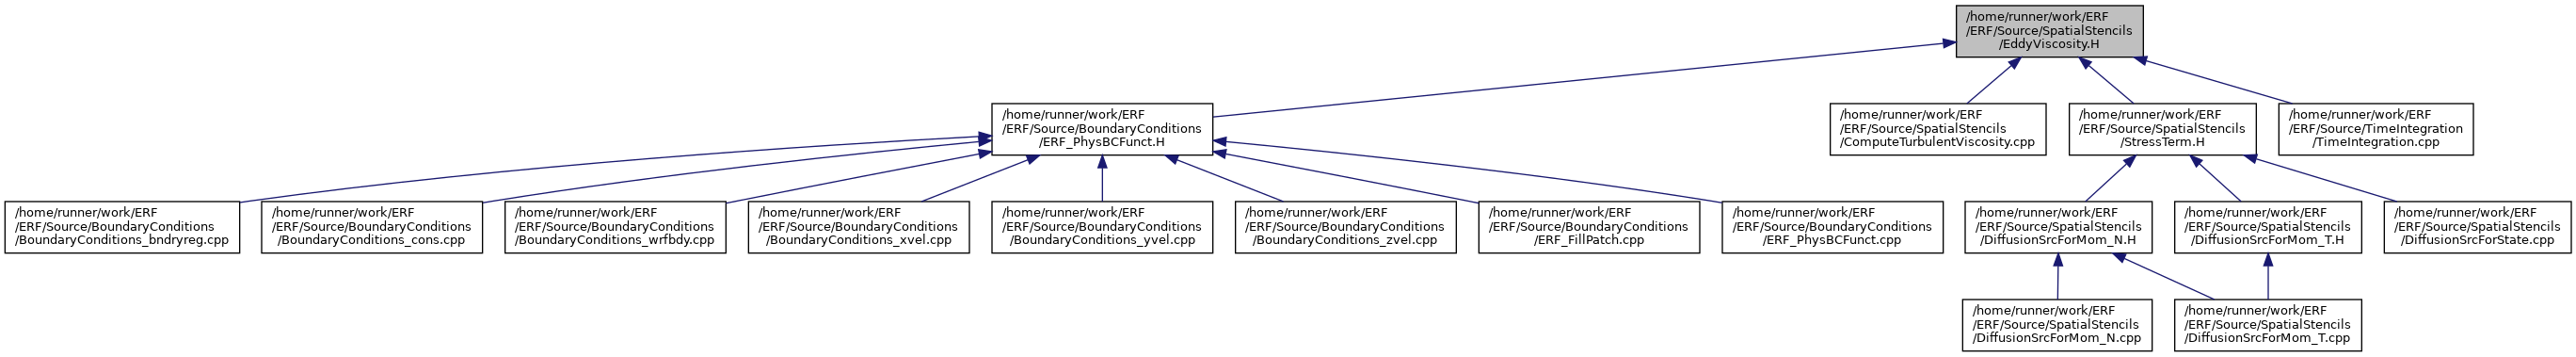 /home/runner/work/ERF
/ERF/Source/SpatialStencils
/EddyViscosity.H
/home/runner/work/ERF
/ERF/Source/BoundaryConditions
/ERF_PhysBCFunct.H
/home/runner/work/ERF
/ERF/Source/SpatialStencils
/ComputeTurbulentViscosity.cpp
/home/runner/work/ERF
/ERF/Source/SpatialStencils
/StressTerm.H
/home/runner/work/ERF
/ERF/Source/TimeIntegration
/TimeIntegration.cpp
/home/runner/work/ERF
/ERF/Source/BoundaryConditions
/BoundaryConditions_bndryreg.cpp
/home/runner/work/ERF
/ERF/Source/BoundaryConditions
/BoundaryConditions_cons.cpp
/home/runner/work/ERF
/ERF/Source/BoundaryConditions
/BoundaryConditions_wrfbdy.cpp
/home/runner/work/ERF
/ERF/Source/BoundaryConditions
/BoundaryConditions_xvel.cpp
/home/runner/work/ERF
/ERF/Source/BoundaryConditions
/BoundaryConditions_yvel.cpp
/home/runner/work/ERF
/ERF/Source/BoundaryConditions
/BoundaryConditions_zvel.cpp
/home/runner/work/ERF
/ERF/Source/BoundaryConditions
/ERF_FillPatch.cpp
/home/runner/work/ERF
/ERF/Source/BoundaryConditions
/ERF_PhysBCFunct.cpp
/home/runner/work/ERF
/ERF/Source/SpatialStencils
/DiffusionSrcForMom_N.H
/home/runner/work/ERF
/ERF/Source/SpatialStencils
/DiffusionSrcForMom_T.H
/home/runner/work/ERF
/ERF/Source/SpatialStencils
/DiffusionSrcForState.cpp
/home/runner/work/ERF
/ERF/Source/SpatialStencils
/DiffusionSrcForMom_N.cpp
/home/runner/work/ERF
/ERF/Source/SpatialStencils
/DiffusionSrcForMom_T.cpp